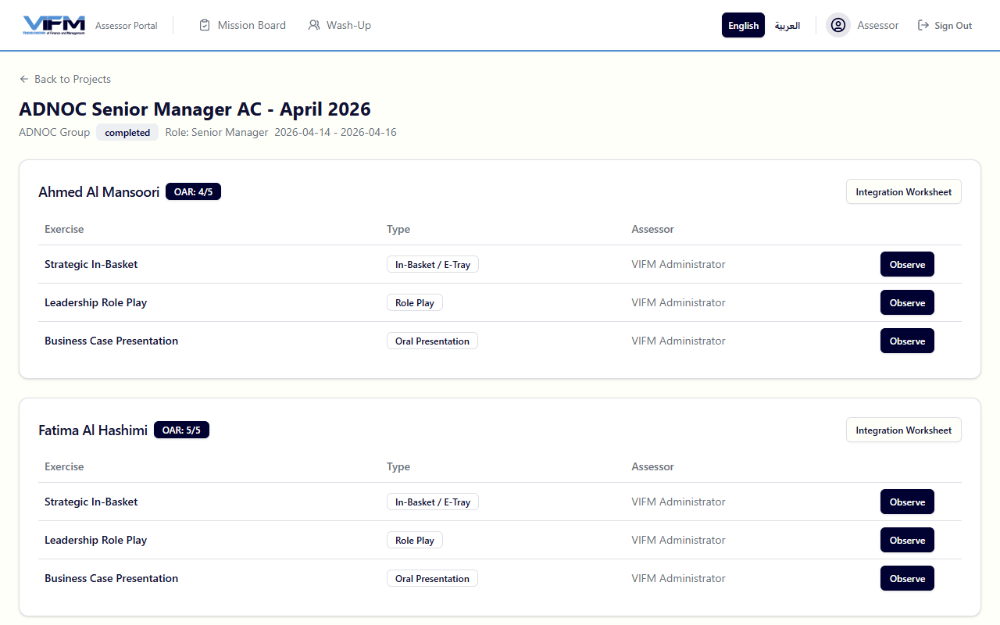 VIFM
Virginia Institute of Finance and Management
Assessor Portal
Mission Board
Wash-Up
English
العربية
Assessor
Sign Out
Back to Projects
ADNOC Senior Manager AC - April 2026
ADNOC Group completed Role: Senior Manager 2026-04-14 - 2026-04-16
Ahmed Al Mansoori OAR: 4/5 Integration Worksheet
Exercise Type Assessor
Strategic In-Basket In-Basket / E-Tray VIFM Administrator Observe
Leadership Role Play Role Play VIFM Administrator Observe
Business Case Presentation Oral Presentation VIFM Administrator Observe
Fatima Al Hashimi OAR: 5/5 Integration Worksheet
Exercise Type Assessor
Strategic In-Basket In-Basket / E-Tray VIFM Administrator Observe
Leadership Role Play Role Play VIFM Administrator Observe
Business Case Presentation Oral Presentation VIFM Administrator Observe